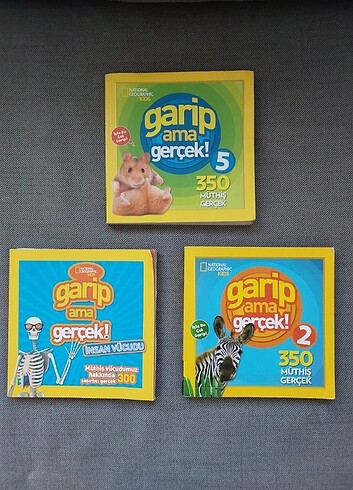 NATIONAL
GEOGRAPHIC
KIDS
garip
ama
gerçek!
5
350
MÜTHİŞ
GERÇEK
NATIONAL
GEOGRAPHIC
KIDS
garip
ama
gerçek!
İNSAN VÜCUDU
Müthiş vücudumuz
hakkında
şaşırtıcı gerçek 300
NATIONAL
GEOGRAPHIC
KIDS
garip
ama
gerçek!
2
350
MÜTHİŞ
GERÇEK